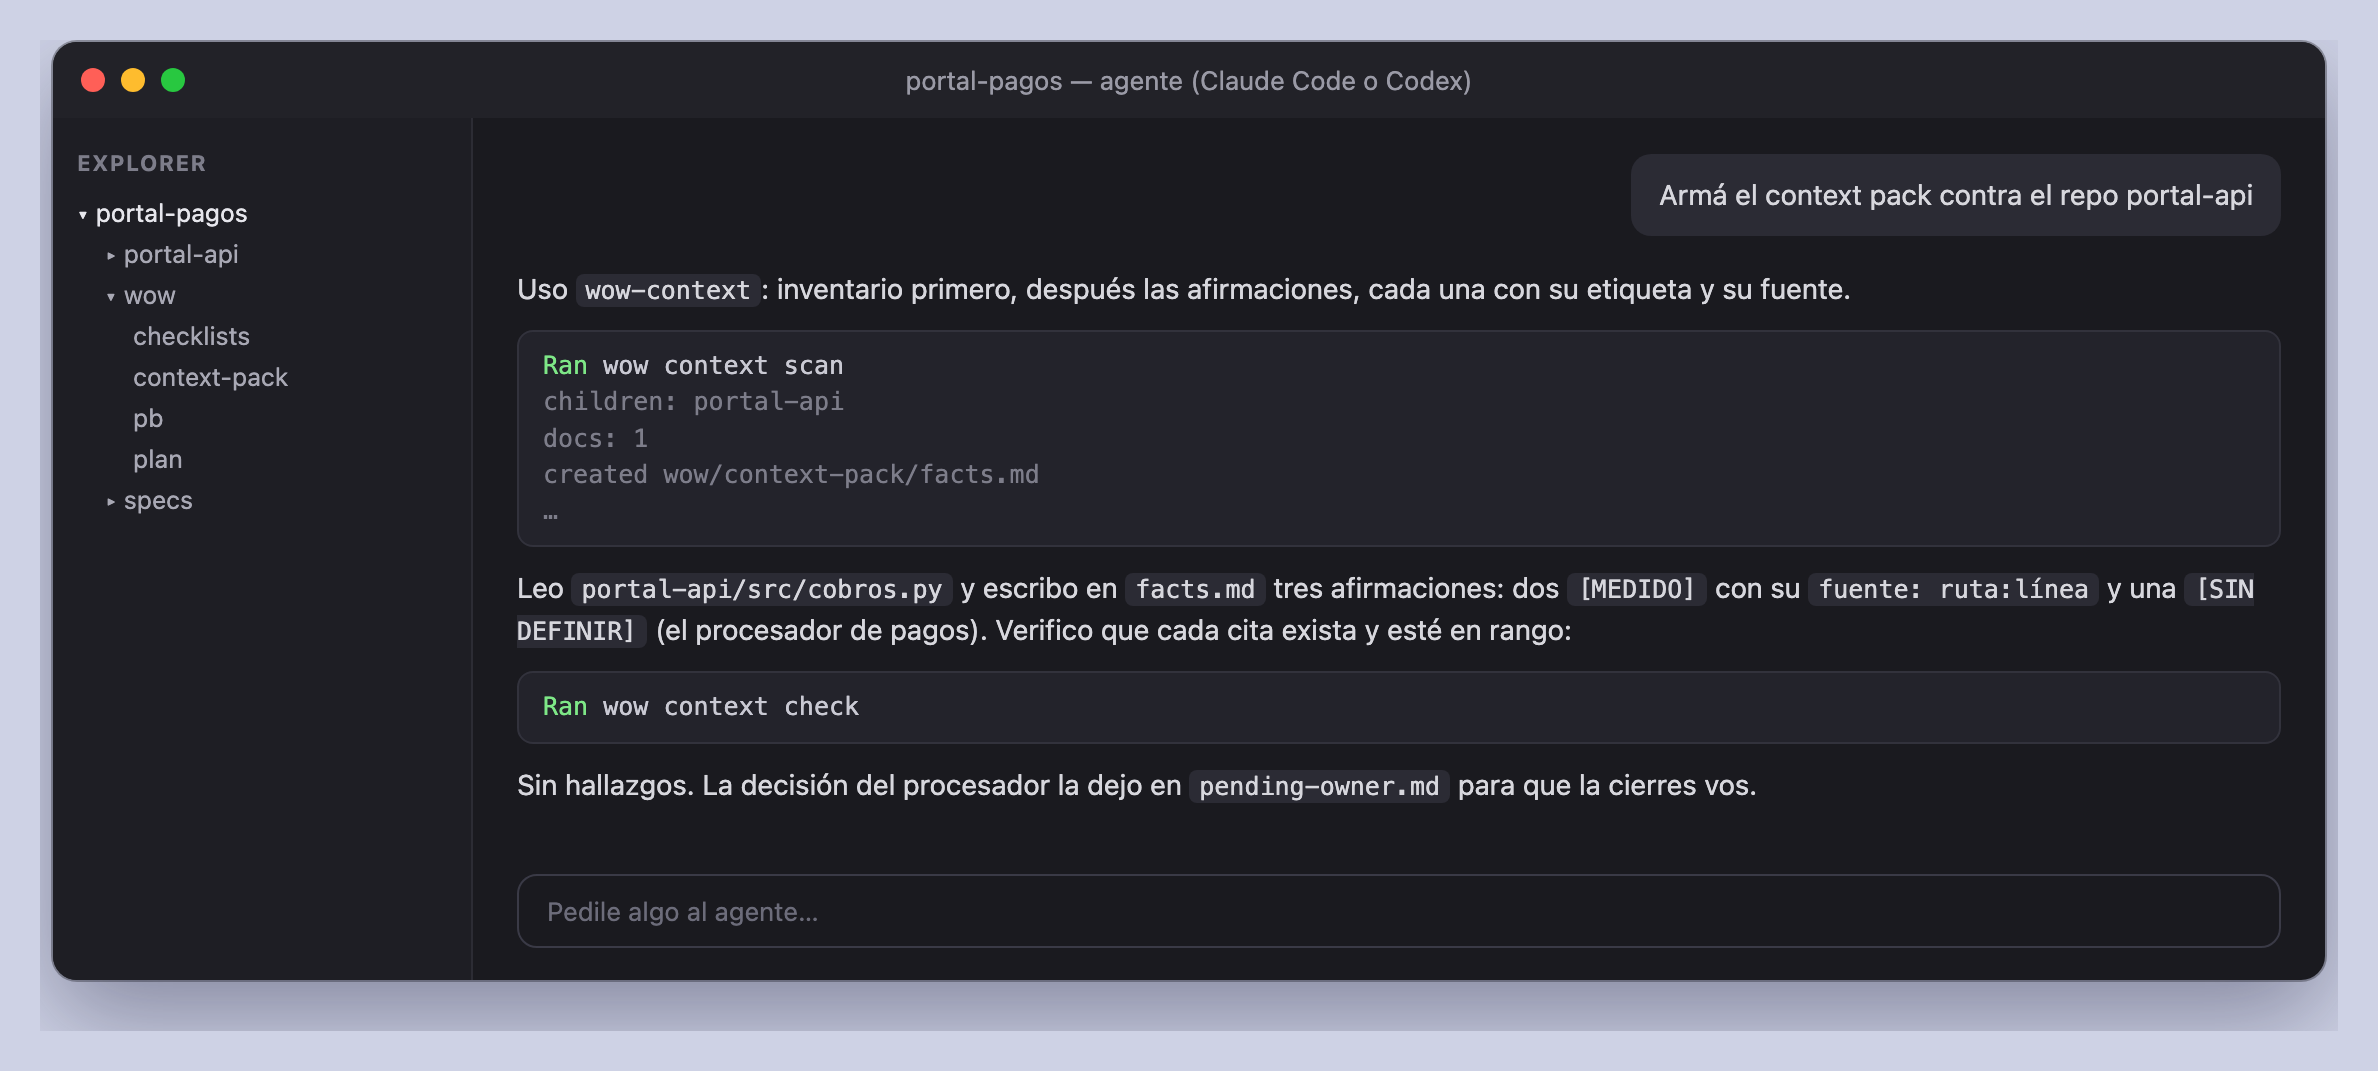 portal-pagos — agente (Claude Code o Codex)
EXPLORER
▾ portal-pagos
▸ portal-api
▾ wow
checklists
context-pack
pb
plan
▸ specs
Armá el context pack contra el repo portal-api
Uso wow-context: inventario primero, después las afirmaciones, cada una con su etiqueta y su fuente.
Ran wow context scan
children: portal-api
docs: 1
created wow/context-pack/facts.md
…
Leo portal-api/src/cobros.py y escribo en facts.md tres afirmaciones: dos [MEDIDO] con su fuente: ruta:línea y una [SIN
DEFINIR] (el procesador de pagos). Verifico que cada cita exista y esté en rango:
Ran wow context check
Sin hallazgos. La decisión del procesador la dejo en pending-owner.md para que la cierres vos.
Pedile algo al agente...